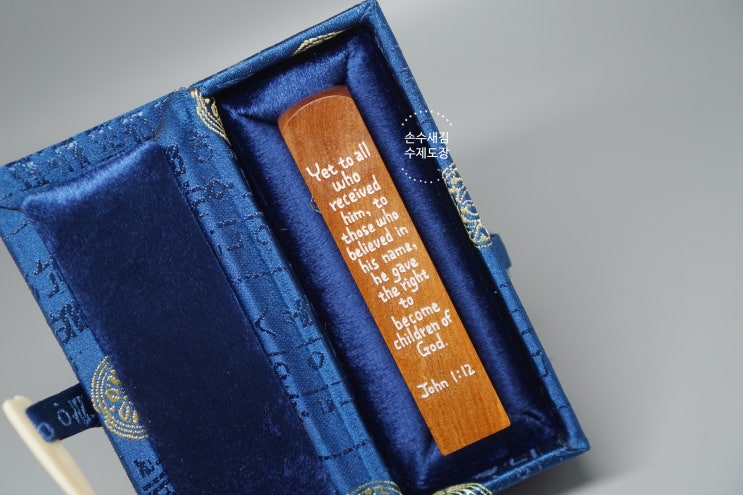 Yet to all
who
received
him, to
those who
believed in
his name,
he gave
the right
to
become
children of
God.
John 1:12
손수새김
수제도장